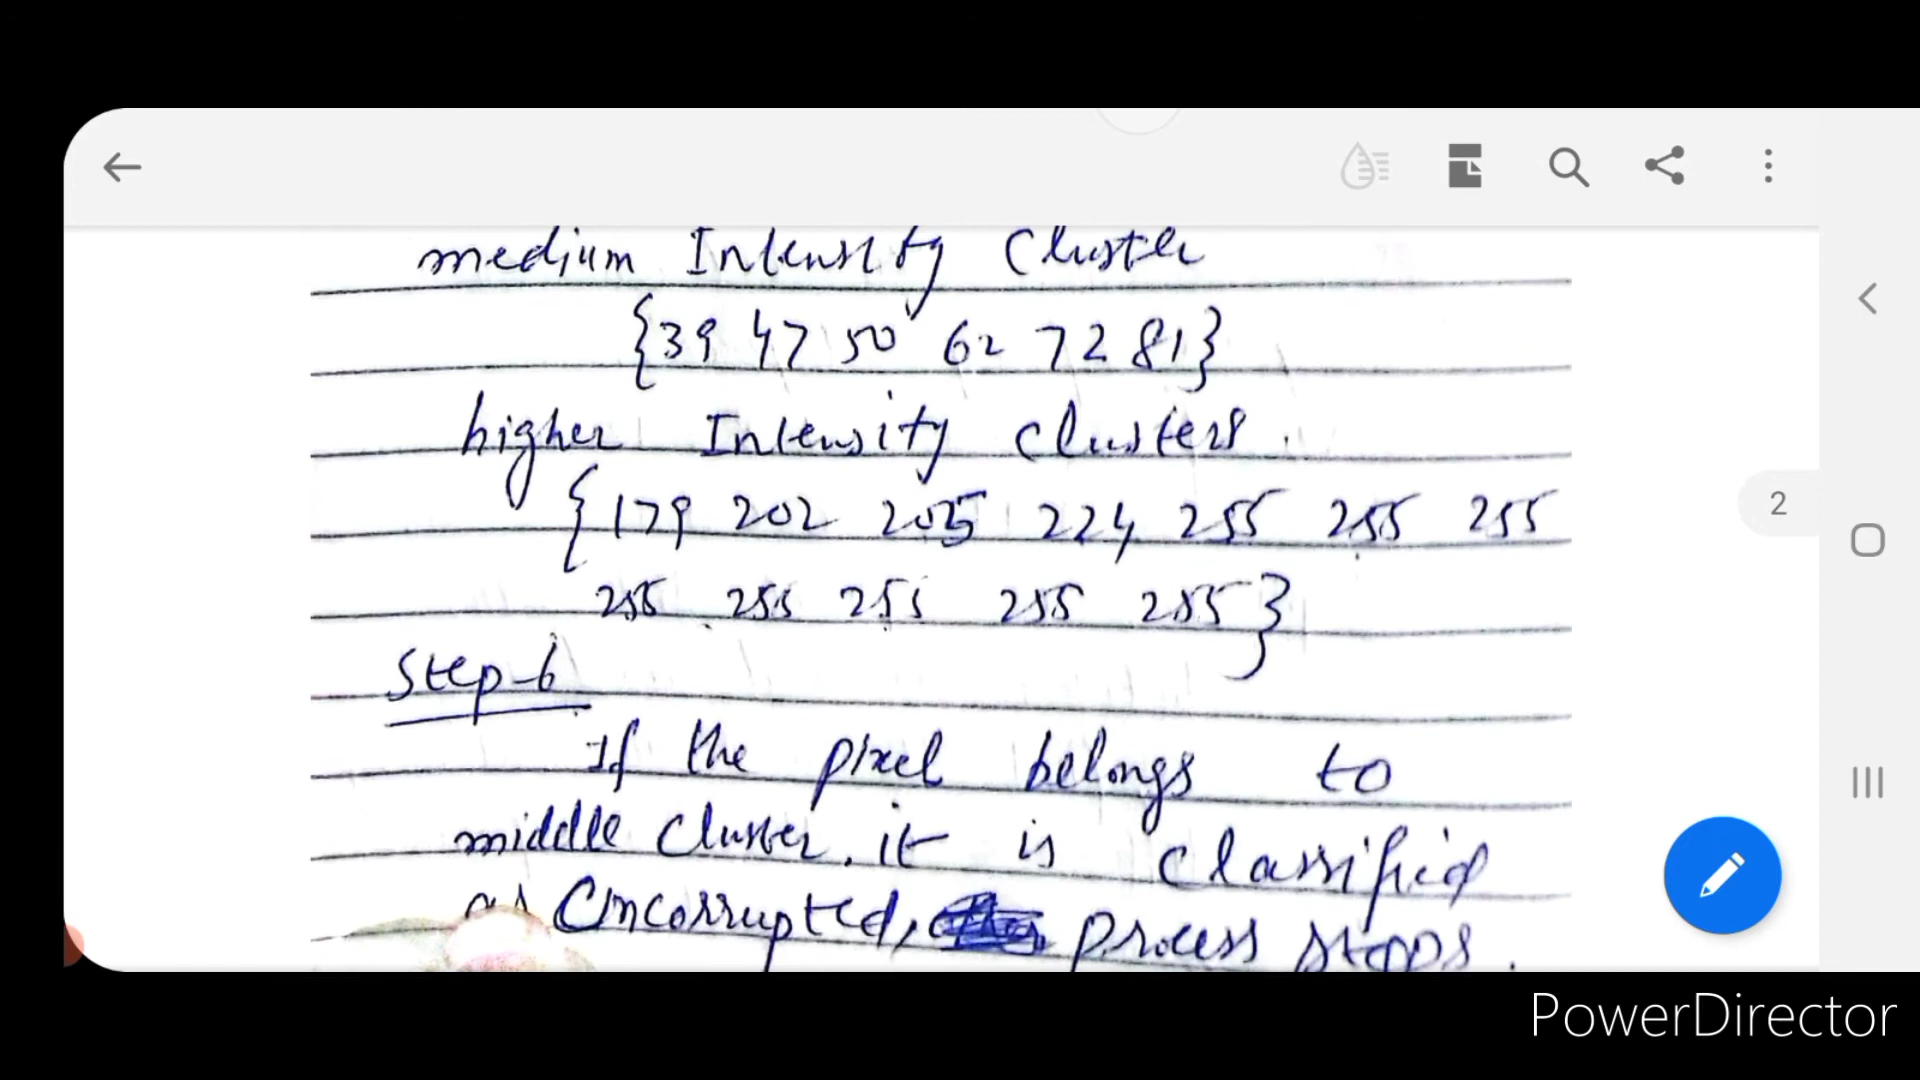 medium Intensity Cluster
{39 47 50 62 72 81}
higher Intensity clusters.
{179 202 205 224 255 255 255
255 255 255 255 255}
Step-6
If the pixel belongs to
middle cluster. it is classified
as Uncorrupted, process stops.
2
PowerDirector